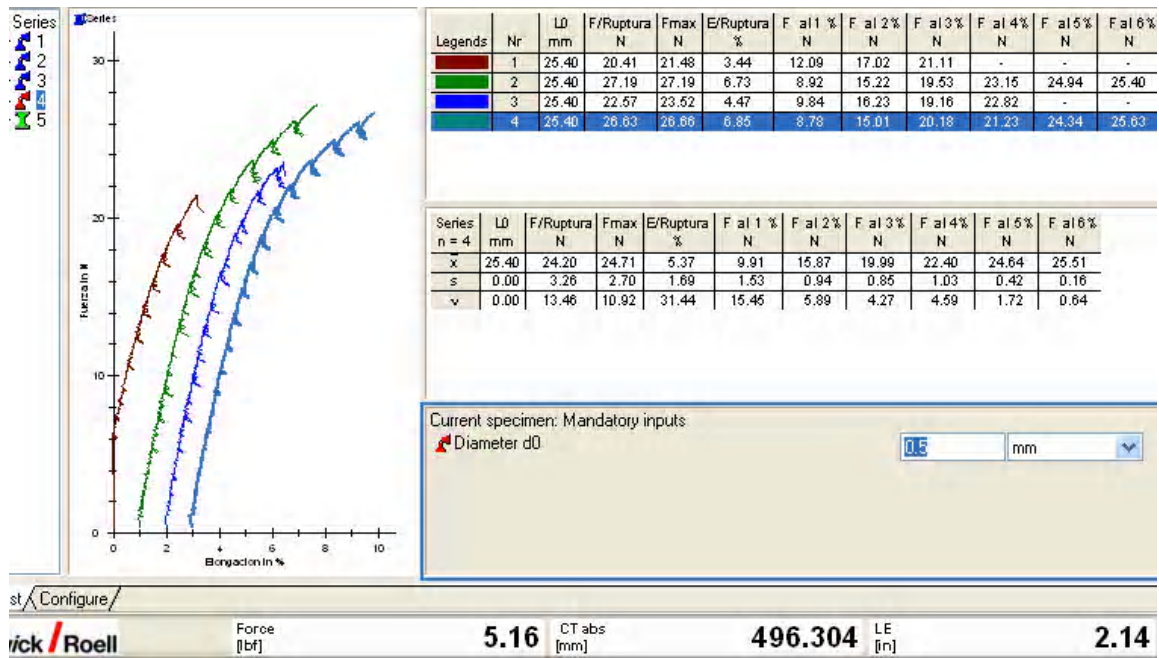 Series
1
2
3
4
5
Series
30
20
10
0
Fuerza in N
0 2 4 6 8 10
Elongacion in %
Legends Nr L0 mm F/Ruptura N Fmax N E/Ruptura % F al 1 % N F al 2% N F al 3% N F al 4% N F al 5% N F al 6% N
1 25.40 20.41 21.48 3.44 12.09 17.02 21.11 - - -
2 25.40 27.19 27.19 6.73 8.92 15.22 19.53 23.15 24.94 25.40
3 25.40 22.57 23.52 4.47 9.84 16.23 19.16 22.82 - -
4 25.40 26.63 26.66 6.85 8.78 15.01 20.18 21.23 24.34 25.63
Series n = 4 L0 mm F/Ruptura N Fmax N E/Ruptura % F al 1 % N F al 2% N F al 3% N F al 4% N F al 5% N F al 6% N
x̄ 25.40 24.20 24.71 5.37 9.91 15.87 19.99 22.40 24.64 25.51
s 0.00 3.26 2.70 1.69 1.53 0.94 0.85 1.03 0.42 0.16
v 0.00 13.46 10.92 31.44 15.45 5.89 4.27 4.59 1.72 0.64
Current specimen: Mandatory inputs
Diameter d0 0.5 mm
st Configure
wick / Roell
Force [lbf] 5.16 CT abs [mm] 496.304 LE [in] 2.14